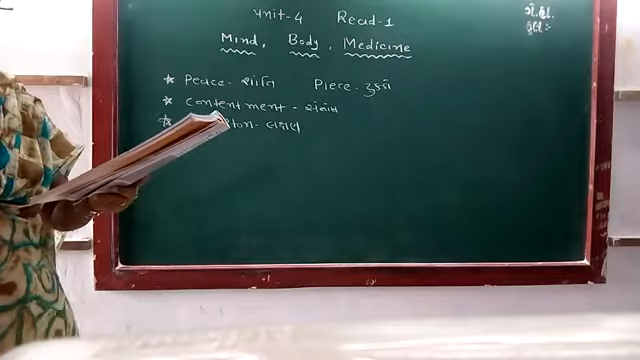 unit-4 Read-1
Mind, Body, Medicine
★ Peace - શાંતિ Piece - ટુકડો
★ contentment - સંતોષ
★
ગે.હા.
કુલ :-